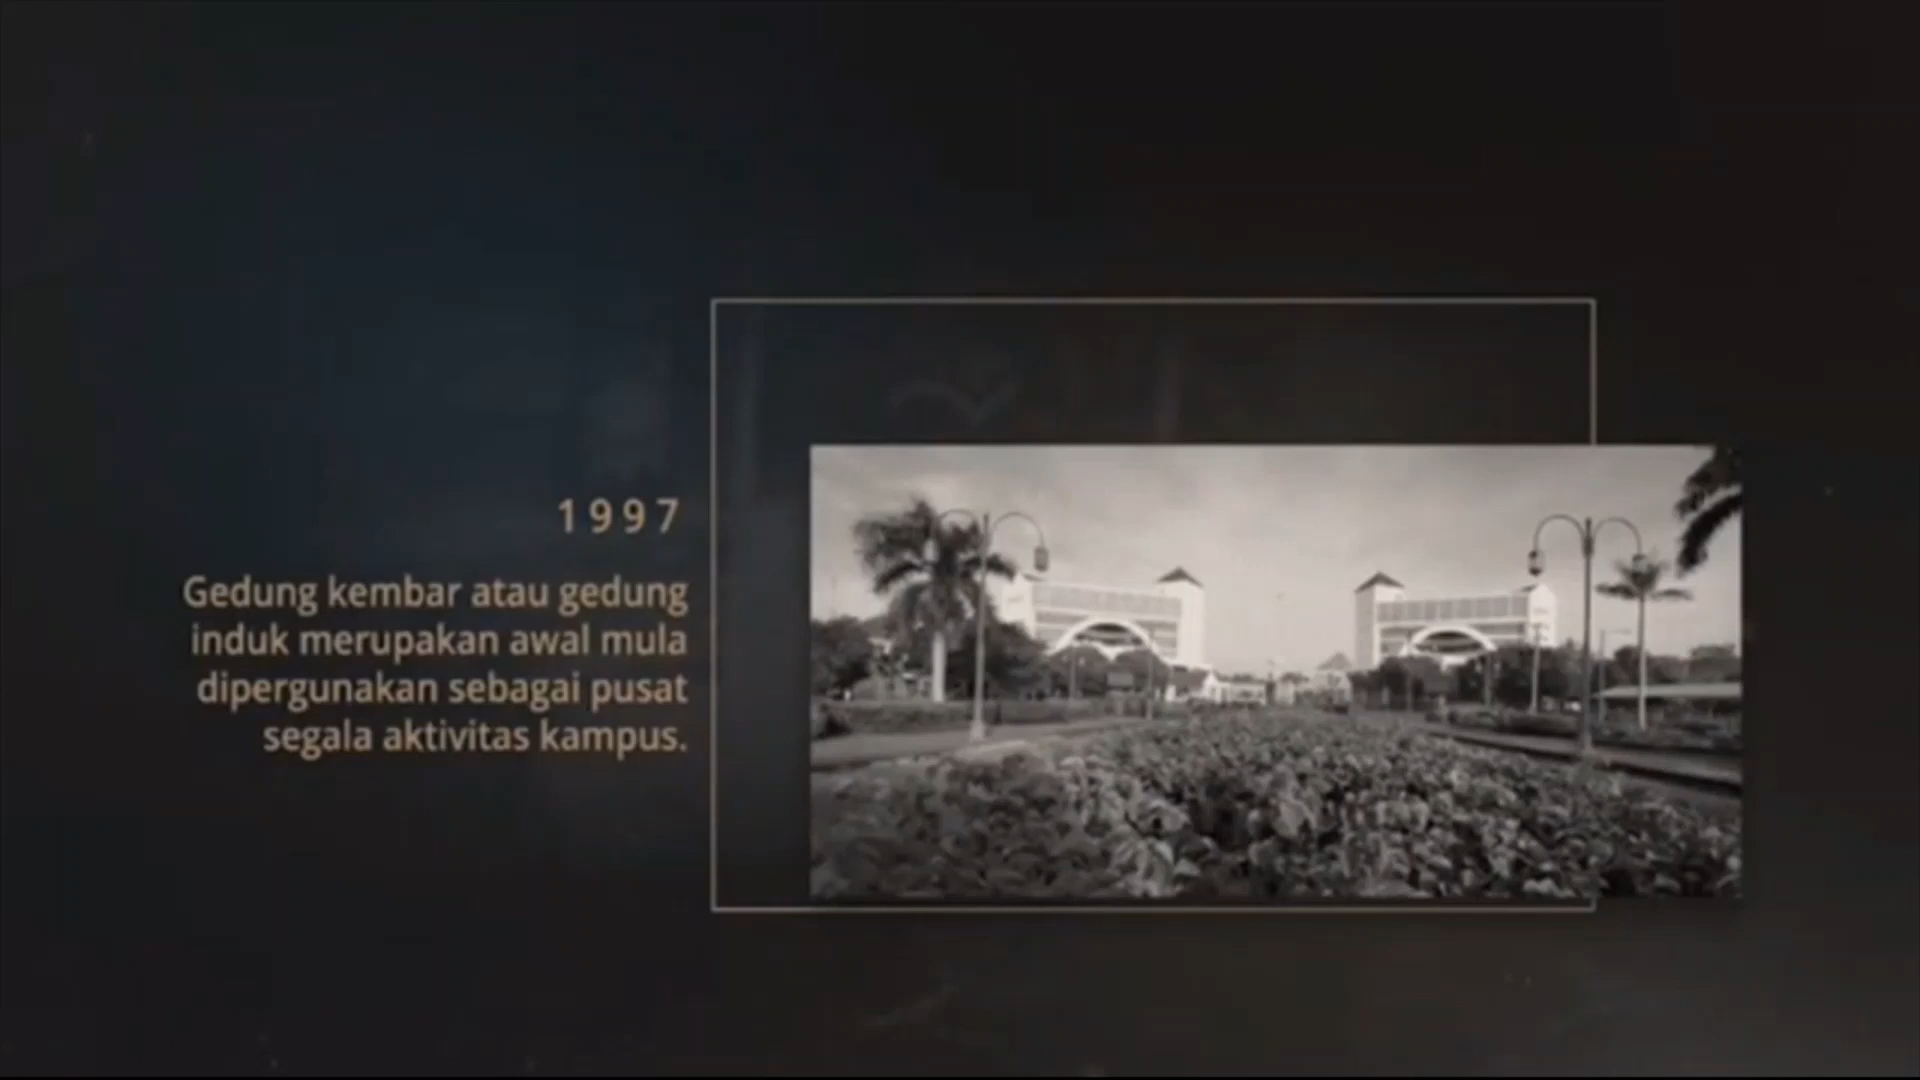 1997
Gedung kembar atau gedung
induk merupakan awal mula
dipergunakan sebagai pusat
segala aktivitas kampus.